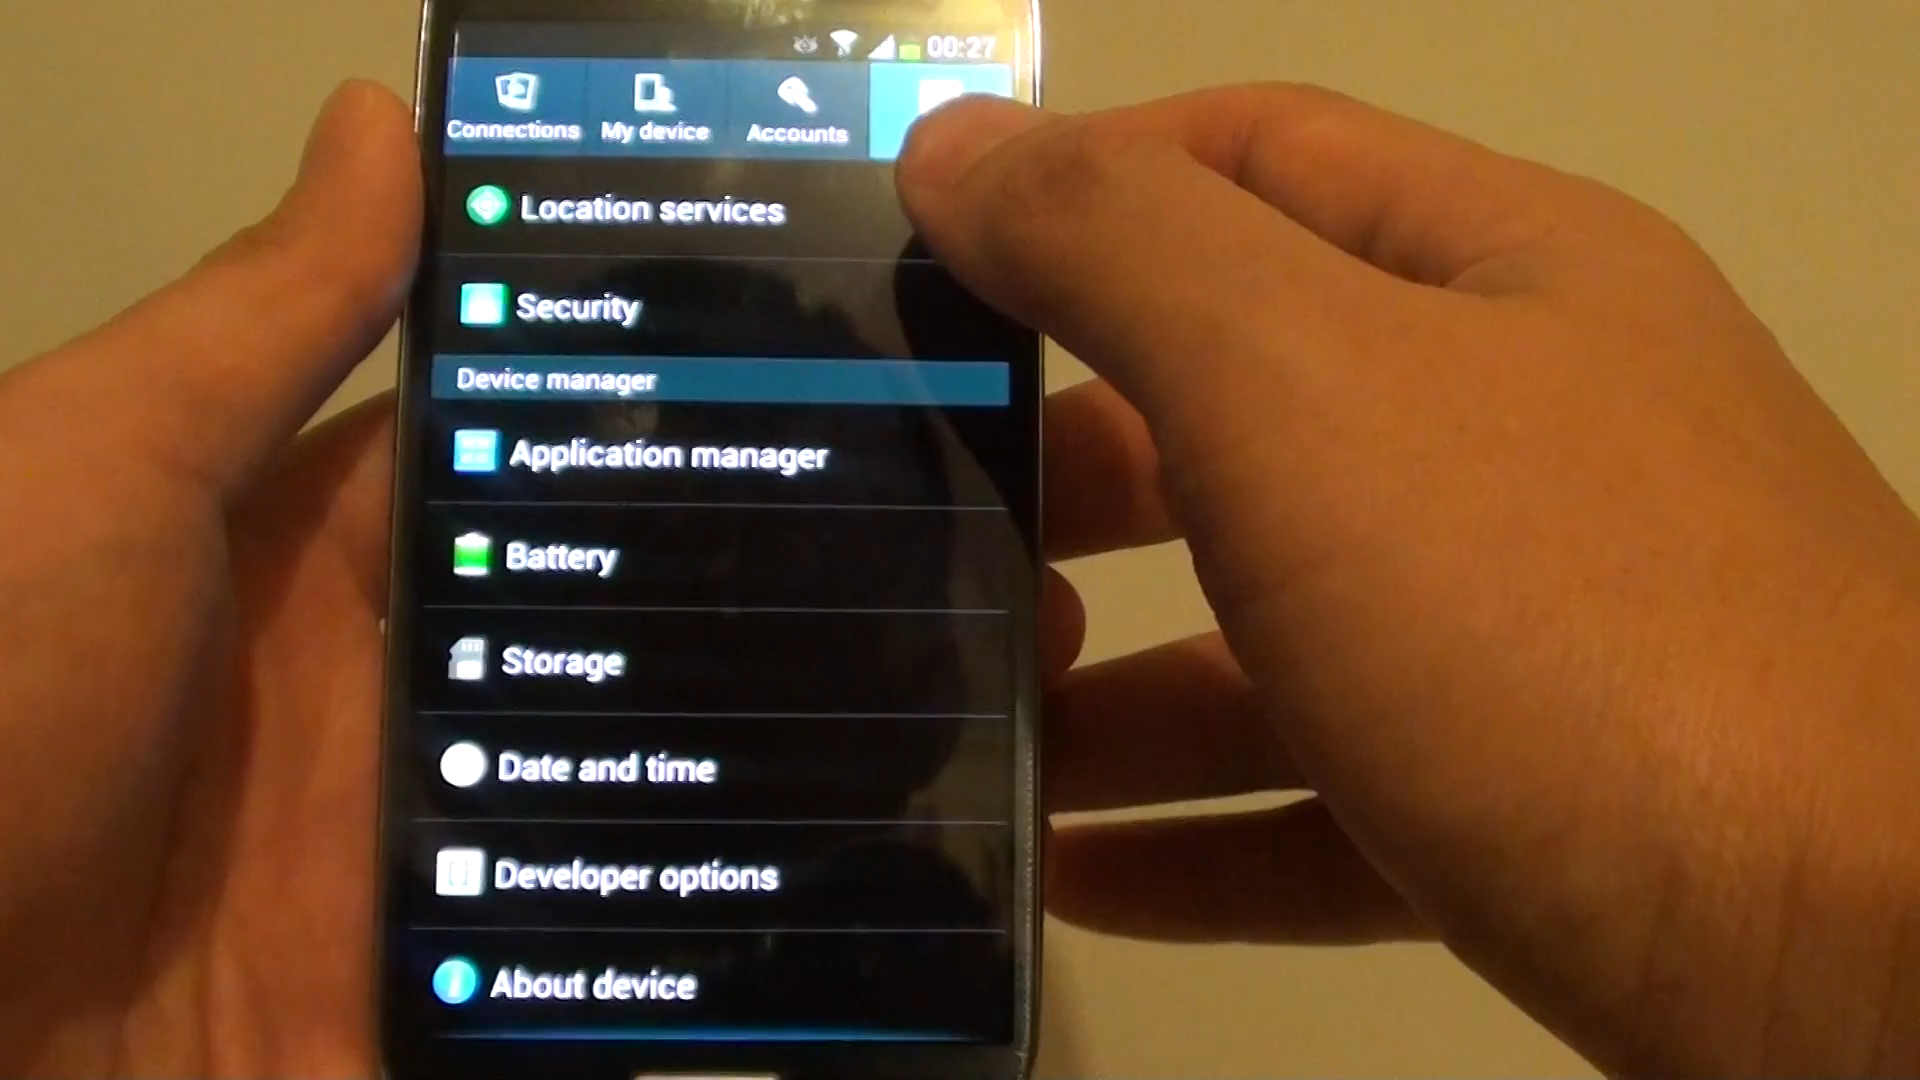 00:27
Connections My device Accounts
Location services
Security
Device manager
Application manager
Battery
Storage
Date and time
Developer options
About device